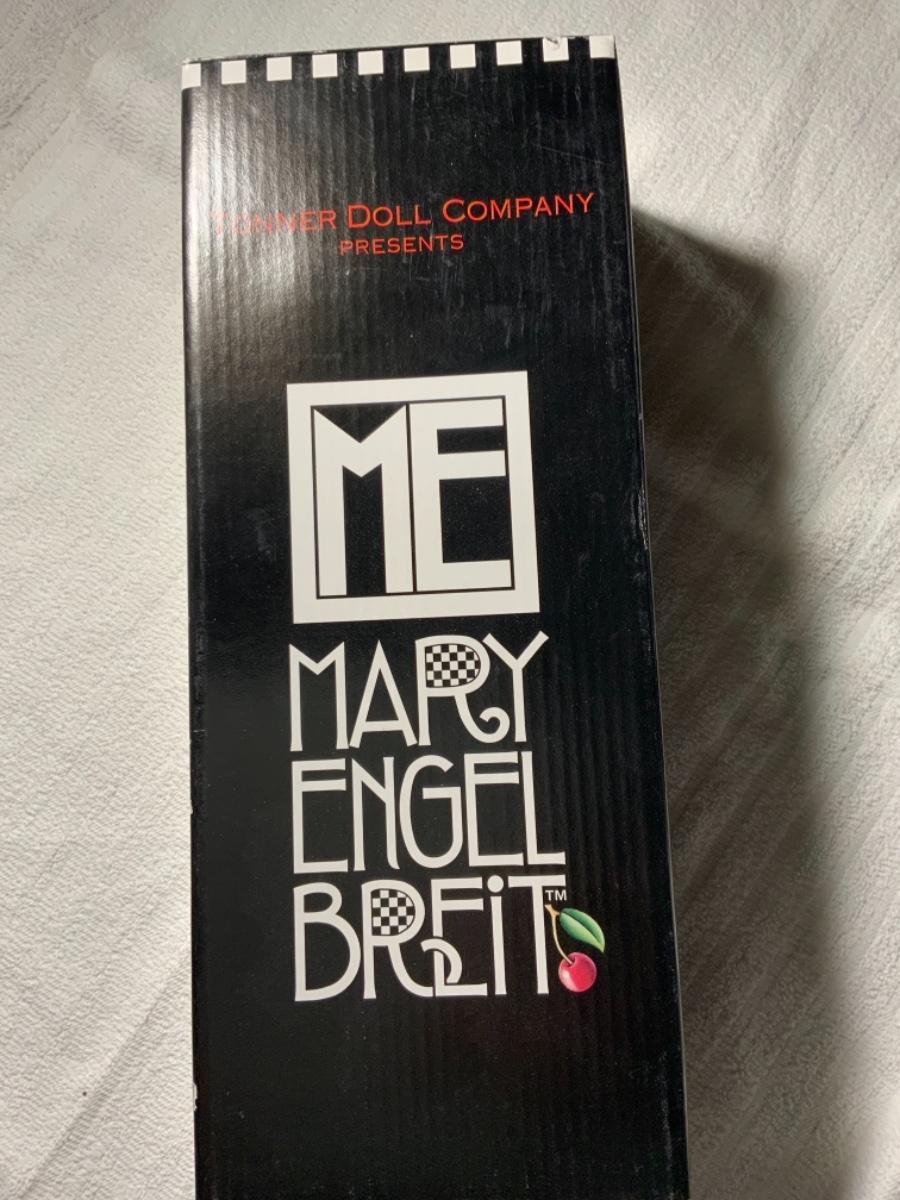 TONNER DOLL COMPANY
PRESENTS
ME
MARY
ENGEL
BREiT™